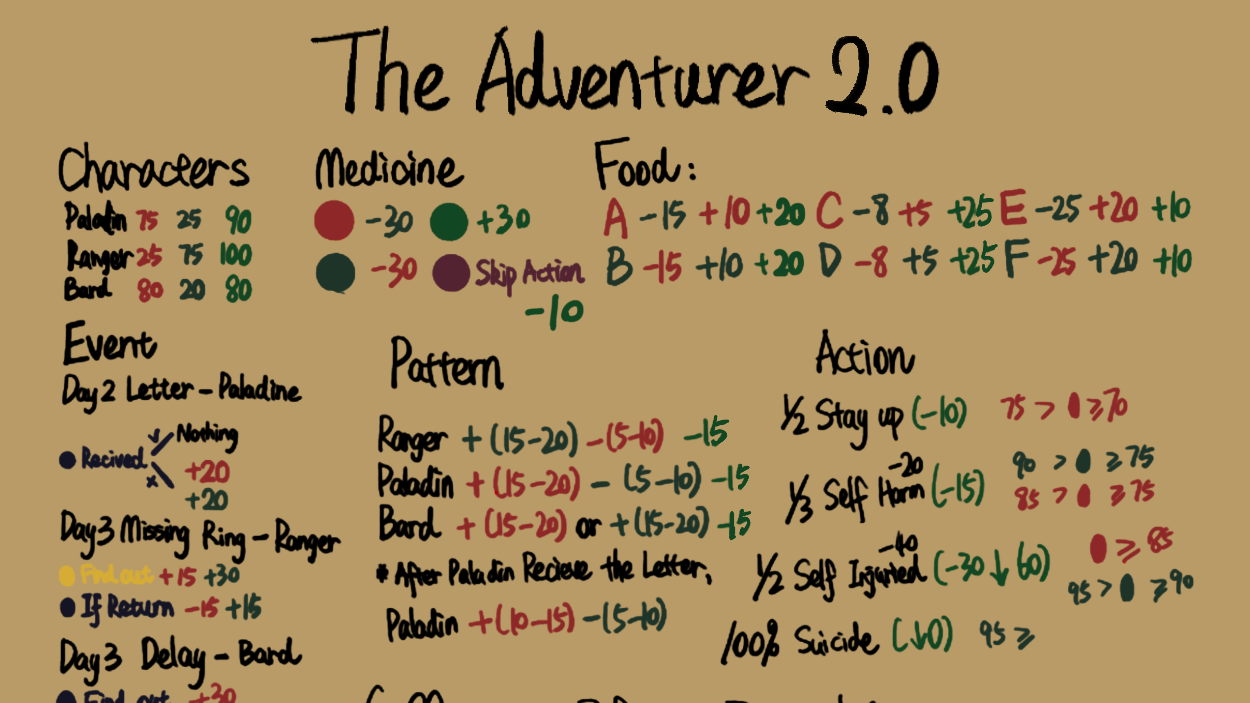 The Adventurer 2.0
Characters
Paladin 75 25 90
Ranger 25 75 100
Bard 80 20 80
Medicine
-30 +30
-30 Skip Action
-10
Food:
A -15 +10 +20 C -8 +5 +25 E -25 +20 +10
B -15 +10 +20 D -8 +5 +25 F -25 +20 +10
Event
Day 2 Letter - Paladine
Recived
√ Nothing
x +20
+20
Day 3 Missing Ring - Ranger
Find out +15 +30
If Return -15 +15
Day 3 Delay - Bard
Find out +30
Pattern
Ranger +(15-20) -(5-10) -15
Paladin +(15-20) -(5-10) -15
Bard +(15-20) or +(15-20) -15
* After Paladin Recieve the Letter,
Paladin +(10-15) -(5-10)
Action
1/2 Stay up (-10) 75 > ≥70
-20
1/3 Self Harm (-15)
90 > ≥75
85 > ≥75
-40
1/2 Self Injuried (-30 ↓ 60)
≥ 85
95 > ≥90
100% Suicide (↓0) 95 ≥